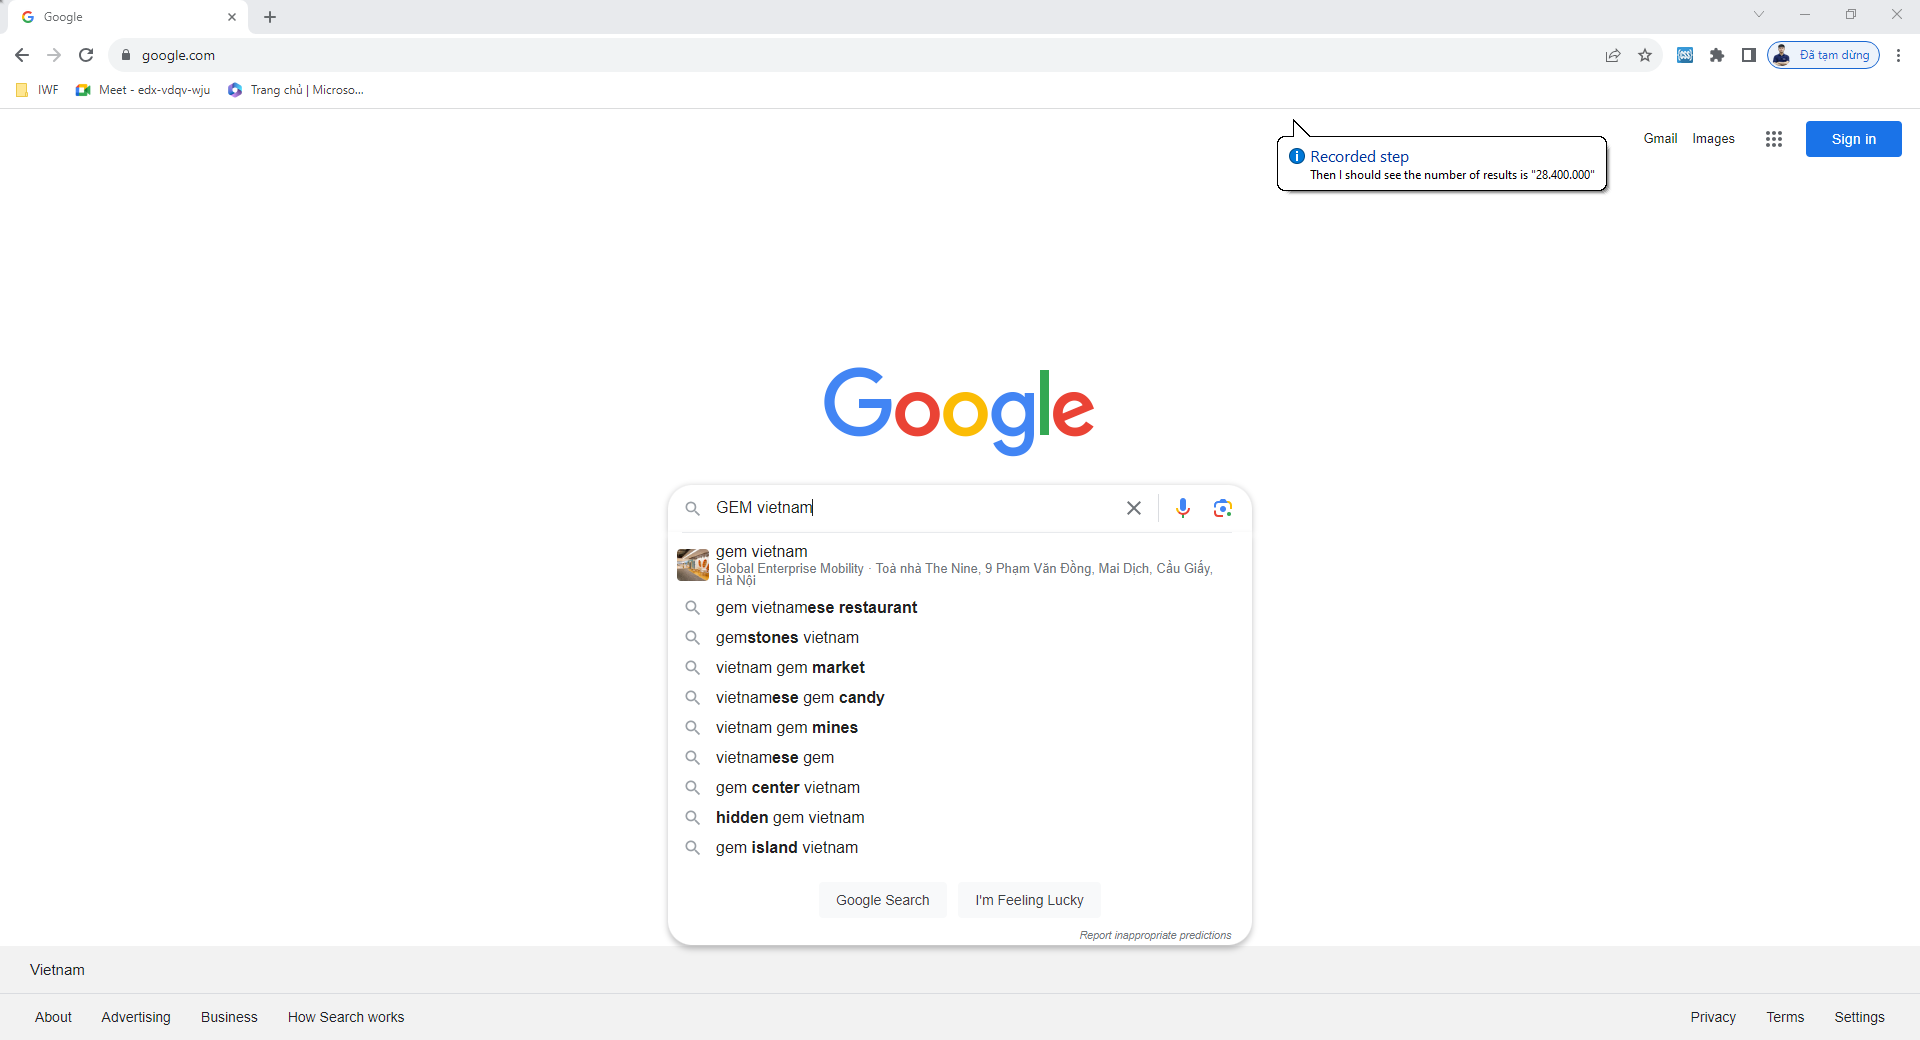 Google
google.com
Đã tạm dừng
IWF
Meet - edx-vdqv-wju
Trang chủ | Microso...
Gmail
Images
Sign in
Recorded step
Then I should see the number of results is "28.400.000"
Google
GEM vietnam
gem vietnam
Global Enterprise Mobility · Toà nhà The Nine, 9 Phạm Văn Đồng, Mai Dịch, Cầu Giấy,
Hà Nội
gem vietnamese restaurant
gemstones vietnam
vietnam gem market
vietnamese gem candy
vietnam gem mines
vietnamese gem
gem center vietnam
hidden gem vietnam
gem island vietnam
Google Search
I'm Feeling Lucky
Report inappropriate predictions
Vietnam
About
Advertising
Business
How Search works
Privacy
Terms
Settings